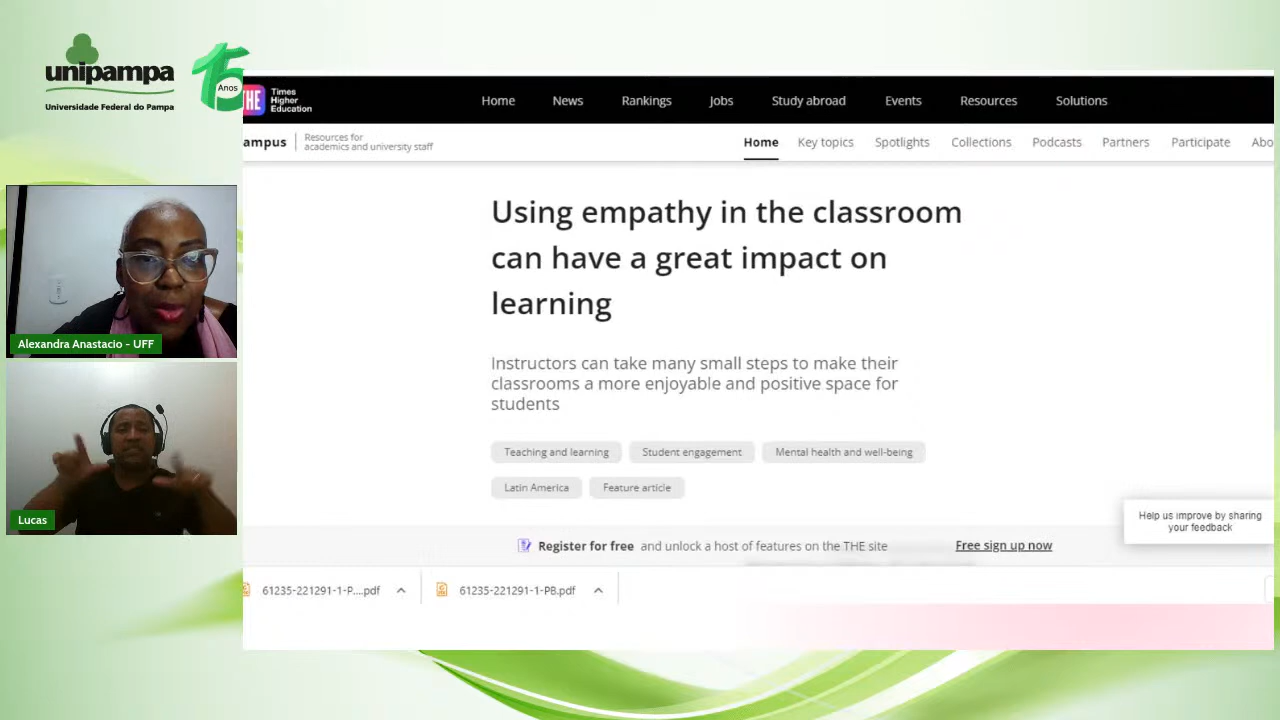 unipampa
Universidade Federal do Pampa
15
Anos
THE
Times
Higher
Education
Home News Rankings Jobs Study abroad Events Resources Solutions
ampus
Resources for
academics and university staff
Home Key topics Spotlights Collections Podcasts Partners Participate Abo
Using empathy in the classroom
can have a great impact on
learning
Instructors can take many small steps to make their
classrooms a more enjoyable and positive space for
students
Teaching and learning Student engagement Mental health and well-being
Latin America Feature article
Help us improve by sharing
your feedback
Register for free and unlock a host of features on the THE site Free sign up now
61235-221291-1-P....pdf 61235-221291-1-PB.pdf
Alexandra Anastacio - UFF
Lucas